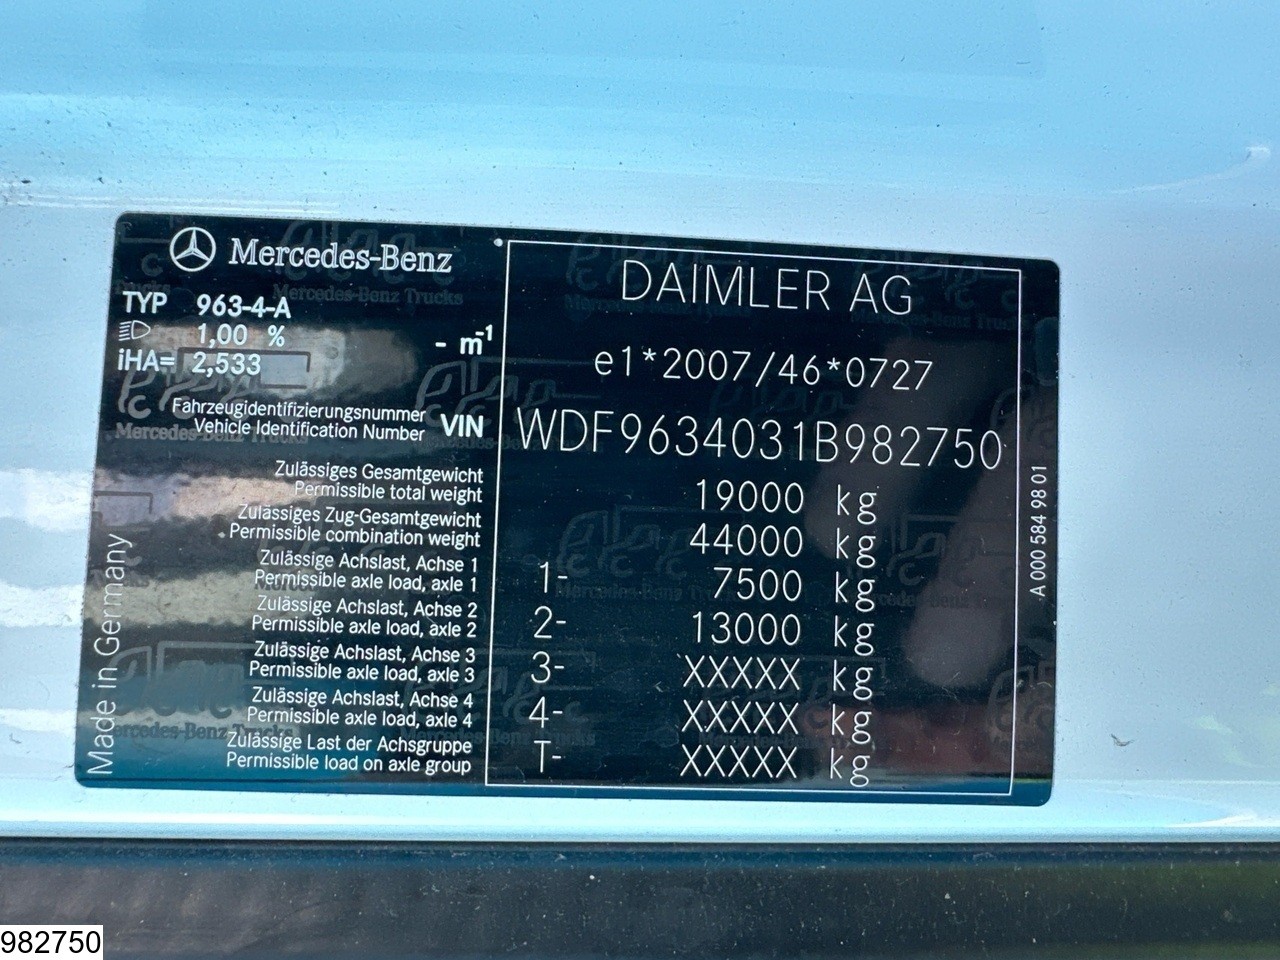 Mercedes-Benz
TYP 963-4-A
1,00 % - m⁻¹
iHA= 2,533
Fahrzeugidentifizierungsnummer
Vehicle Identification Number VIN
Zulässiges Gesamtgewicht
Permissible total weight
Zulässiges Zug-Gesamtgewicht
Permissible combination weight
Zulässige Achslast, Achse 1
Permissible axle load, axle 1
Zulässige Achslast, Achse 2
Permissible axle load, axle 2
Zulässige Achslast, Achse 3
Permissible axle load, axle 3
Zulässige Achslast, Achse 4
Permissible axle load, axle 4
Zulässige Last der Achsgruppe
Permissible load on axle group
Made in Germany
DAIMLER AG
e1*2007/46*0727
WDF9634031B982750
19000 kg
44000 kg
1- 7500 kg
2- 13000 kg
3- XXXXX kg
4- XXXXX kg
T- XXXXX kg
A 000 584 98 01
Mercedes-Benz Trucks
982750